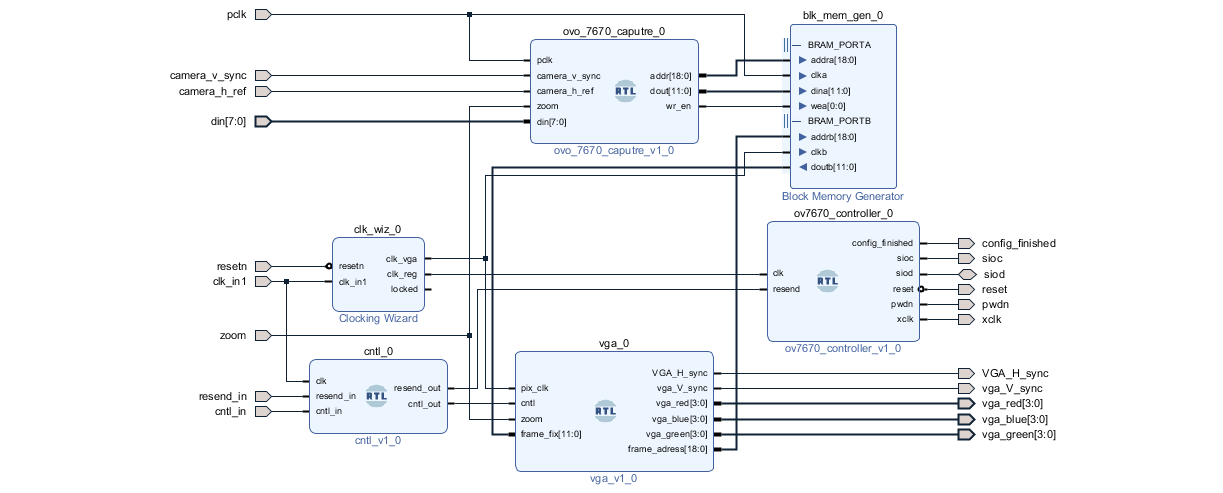 pclk
camera_v_sync
camera_h_ref
din[7:0]
ovo_7670_caputre_0
pclk
camera_v_sync
camera_h_ref
zoom
din[7:0]
addr[18:0]
dout[11:0]
wr_en
RTL
ovo_7670_caputre_v1_0
blk_mem_gen_0
BRAM_PORTA
addra[18:0]
clka
dina[11:0]
wea[0:0]
BRAM_PORTB
addrb[18:0]
clkb
doutb[11:0]
Block Memory Generator
resetn
clk_in1
clk_wiz_0
resetn
clk_in1
clk_vga
clk_reg
locked
Clocking Wizard
ov7670_controller_0
clk
resend
RTL
config_finished
sioc
siod
reset
pwdn
xclk
ov7670_controller_v1_0
config_finished
sioc
siod
reset
pwdn
xclk
zoom
resend_in
cntl_in
cntl_0
clk
resend_in
cntl_in
RTL
resend_out
cntl_out
cntl_v1_0
vga_0
pix_clk
cntl
zoom
frame_fix[11:0]
RTL
VGA_H_sync
vga_V_sync
vga_red[3:0]
vga_blue[3:0]
vga_green[3:0]
frame_adress[18:0]
vga_v1_0
VGA_H_sync
vga_V_sync
vga_red[3:0]
vga_blue[3:0]
vga_green[3:0]